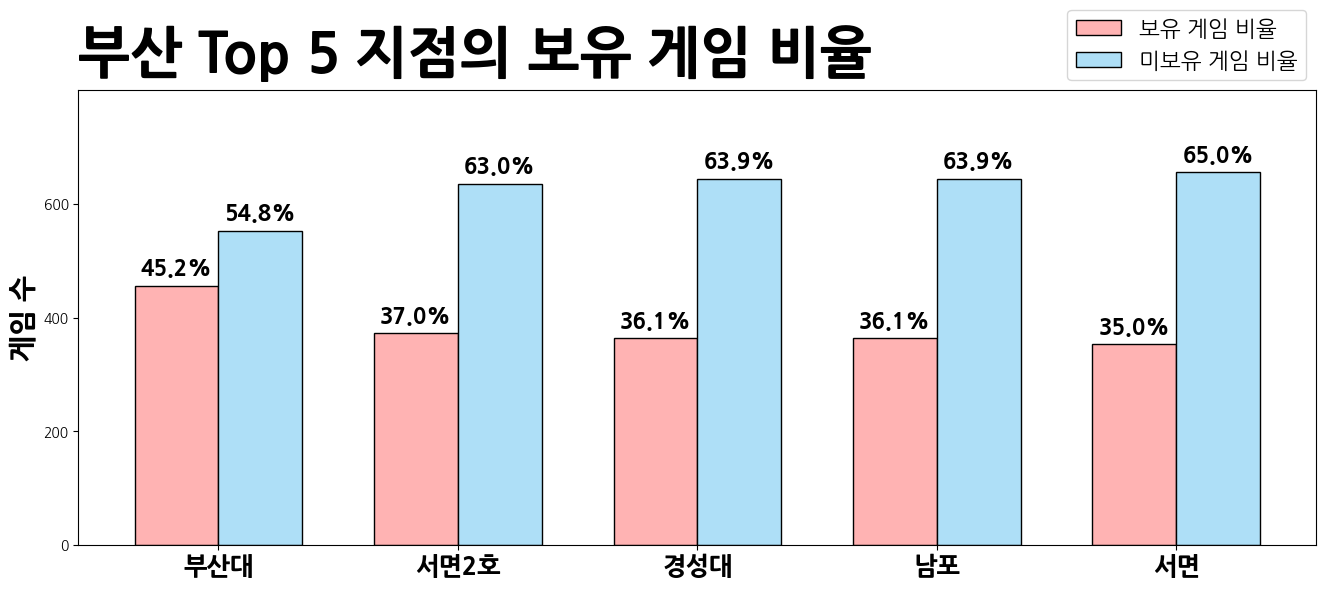 부산 Top 5 지점의 보유 게임 비율
보유 게임 비율
미보유 게임 비율
게임 수
600
400
200
0
45.2%
54.8%
37.0%
63.0%
36.1%
63.9%
36.1%
63.9%
35.0%
65.0%
부산대
서면2호
경성대
남포
서면